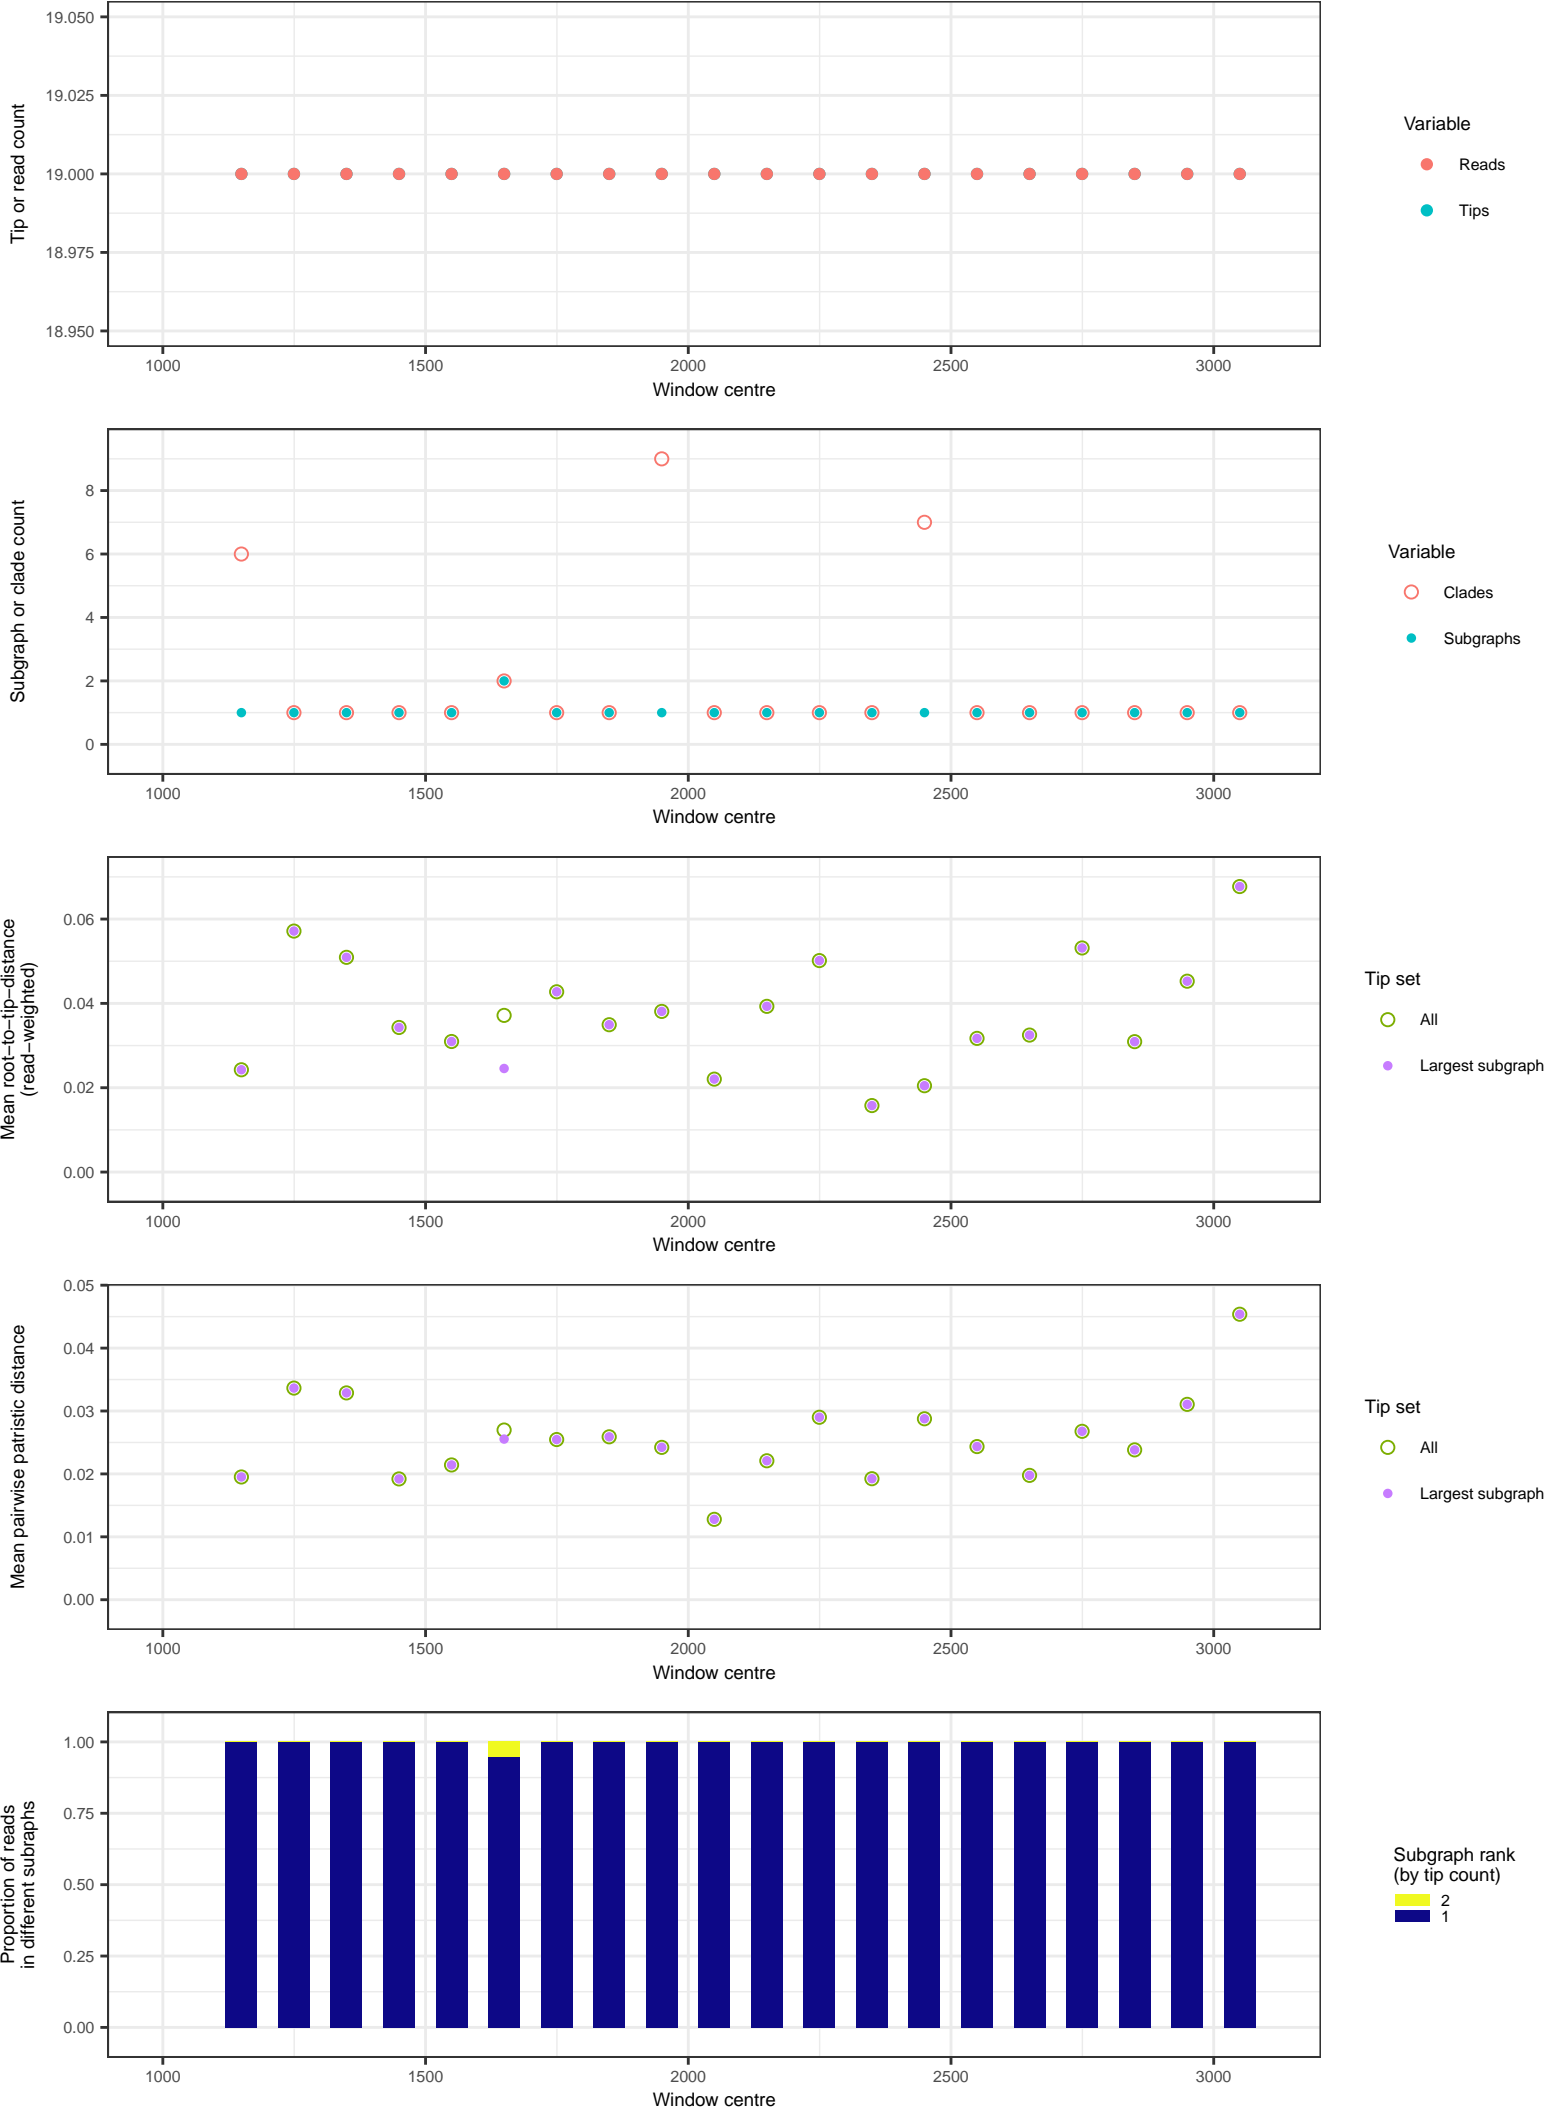 19.050
19.025
19.000
18.975
18.950
Tip or read count
1000 1500 2000 2500 3000
Window centre
Variable
Reads
Tips
8
6
4
2
0
Subgraph or clade count
1000 1500 2000 2500 3000
Window centre
Variable
Clades
Subgraphs
0.06
0.04
0.02
0.00
Mean root−to−tip−distance
(read−weighted)
1000 1500 2000 2500 3000
Window centre
Tip set
All
Largest subgraph
0.05
0.04
0.03
0.02
0.01
0.00
Mean pairwise patristic distance
1000 1500 2000 2500 3000
Window centre
Tip set
All
Largest subgraph
1.00
0.75
0.50
0.25
0.00
Proportion of reads
in different subraphs
1000 1500 2000 2500 3000
Window centre
Subgraph rank
(by tip count)
2
1